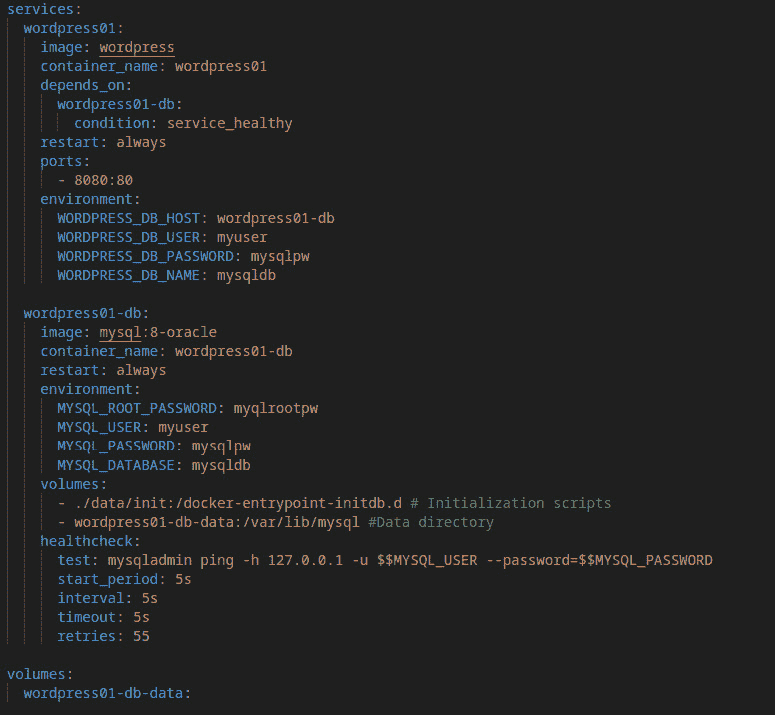 services:
  wordpress01:
    image: wordpress
    container_name: wordpress01
    depends_on:
      wordpress01-db:
        condition: service_healthy
    restart: always
    ports:
      - 8080:80
    environment:
      WORDPRESS_DB_HOST: wordpress01-db
      WORDPRESS_DB_USER: myuser
      WORDPRESS_DB_PASSWORD: mysqlpw
      WORDPRESS_DB_NAME: mysqldb

  wordpress01-db:
    image: mysql:8-oracle
    container_name: wordpress01-db
    restart: always
    environment:
      MYSQL_ROOT_PASSWORD: myqlrootpw
      MYSQL_USER: myuser
      MYSQL_PASSWORD: mysqlpw
      MYSQL_DATABASE: mysqldb
    volumes:
      - ./data/init:/docker-entrypoint-initdb.d # Initialization scripts
      - wordpress01-db-data:/var/lib/mysql #Data directory
    healthcheck:
      test: mysqladmin ping -h 127.0.0.1 -u $$MYSQL_USER --password=$$MYSQL_PASSWORD
      start_period: 5s
      interval: 5s
      timeout: 5s
      retries: 55

volumes:
  wordpress01-db-data: